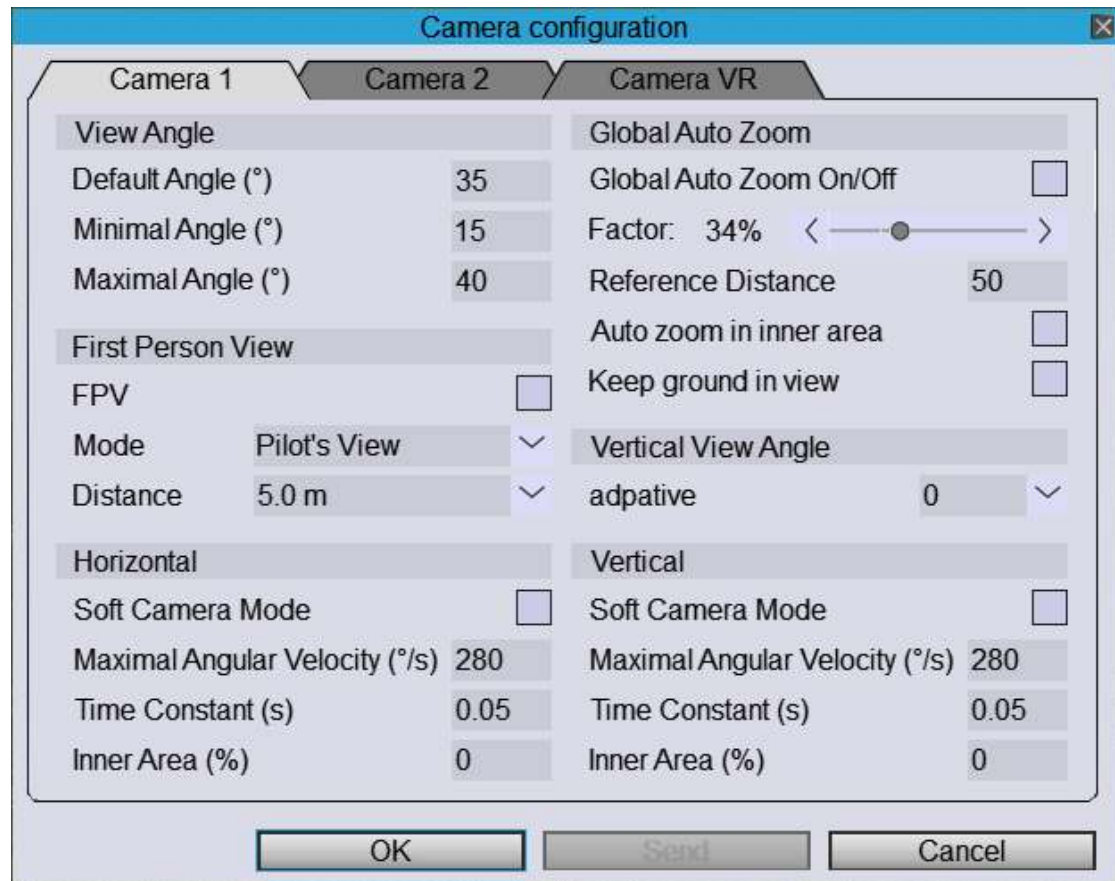 Camera configuration
Camera 1
Camera 2
Camera VR
View Angle
Default Angle (°) 35
Minimal Angle (°) 15
Maximal Angle (°) 40
First Person View
FPV
Mode Pilot's View
Distance 5.0 m
Horizontal
Soft Camera Mode
Maximal Angular Velocity (°/s) 280
Time Constant (s) 0.05
Inner Area (%) 0
Global Auto Zoom
Global Auto Zoom On/Off
Factor: 34%
Reference Distance 50
Auto zoom in inner area
Keep ground in view
Vertical View Angle
adpative 0
Vertical
Soft Camera Mode
Maximal Angular Velocity (°/s) 280
Time Constant (s) 0.05
Inner Area (%) 0
OK
Send
Cancel